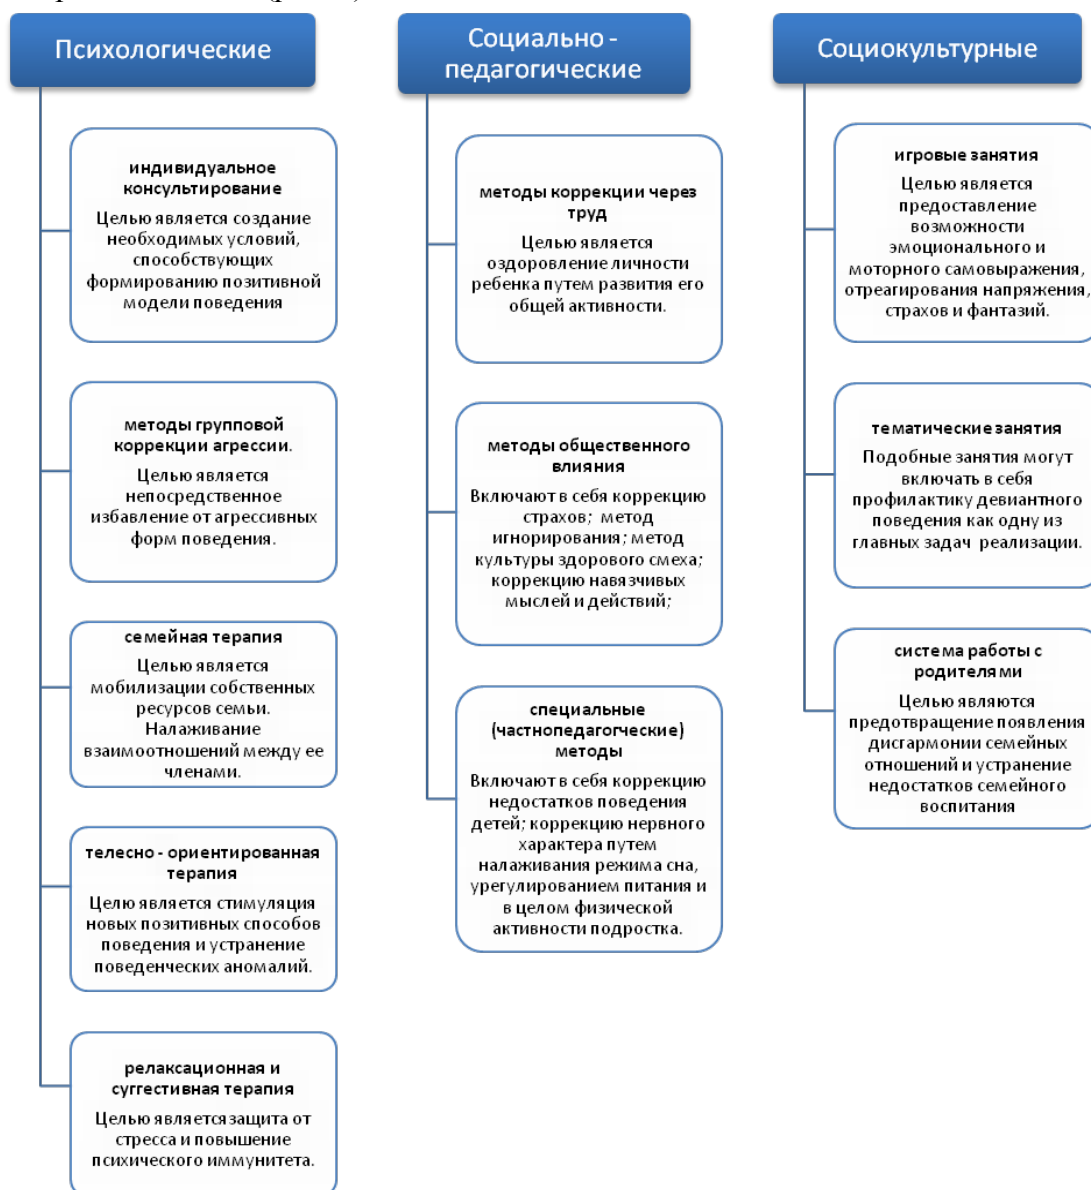 Психологические
индивидуальное
консультирование
Целью является создание
необходимых условий,
способствующих
формированию позитивной
модели поведения
методы групповой
коррекции агрессии.
Целью является
непосредственное
избавление от агрессивных
форм поведения.
семейная терапия
Целью является
мобилизации собственных
ресурсов семьи.
Налаживание
взаимоотношений между ее
членами.
телесно - ориентированная
терапия
Целю является стимуляция
новых позитивных способов
поведения и устранение
поведенческих аномалий.
релаксационная и
суггестивная терапия
Целью является защита от
стресса и повышение
психического иммунитета.
Социально -
педагогические
методы коррекции через
труд
Целью является
оздоровление личности
ребенка путем развития его
общей активности.
методы общественного
влияния
Включают в себя коррекцию
страхов; метод
игнорирования; метод
культуры здорового смеха;
коррекцию навязчивых
мыслей и действий;
специальные
(частнопедагогческие)
методы
Включают в себя коррекцию
недостатков поведения
детей; коррекцию нервного
характера путем
налаживания режима сна,
урегулированием питания и
в целом физической
активности подростка.
Социокультурные
игровые занятия
Целью является
предоставление
возможности
эмоционального и
моторного самовыражения,
отреагирования напряжения,
страхов и фантазий.
тематические занятия
Подобные занятия могут
включать в себя
профилактику девиантного
поведения как одну из
главных задач реализации.
система работы с
родителями
Целью являются
предотвращение появления
дисгармонии семейных
отношений и устранение
недостатков семейного
воспитания